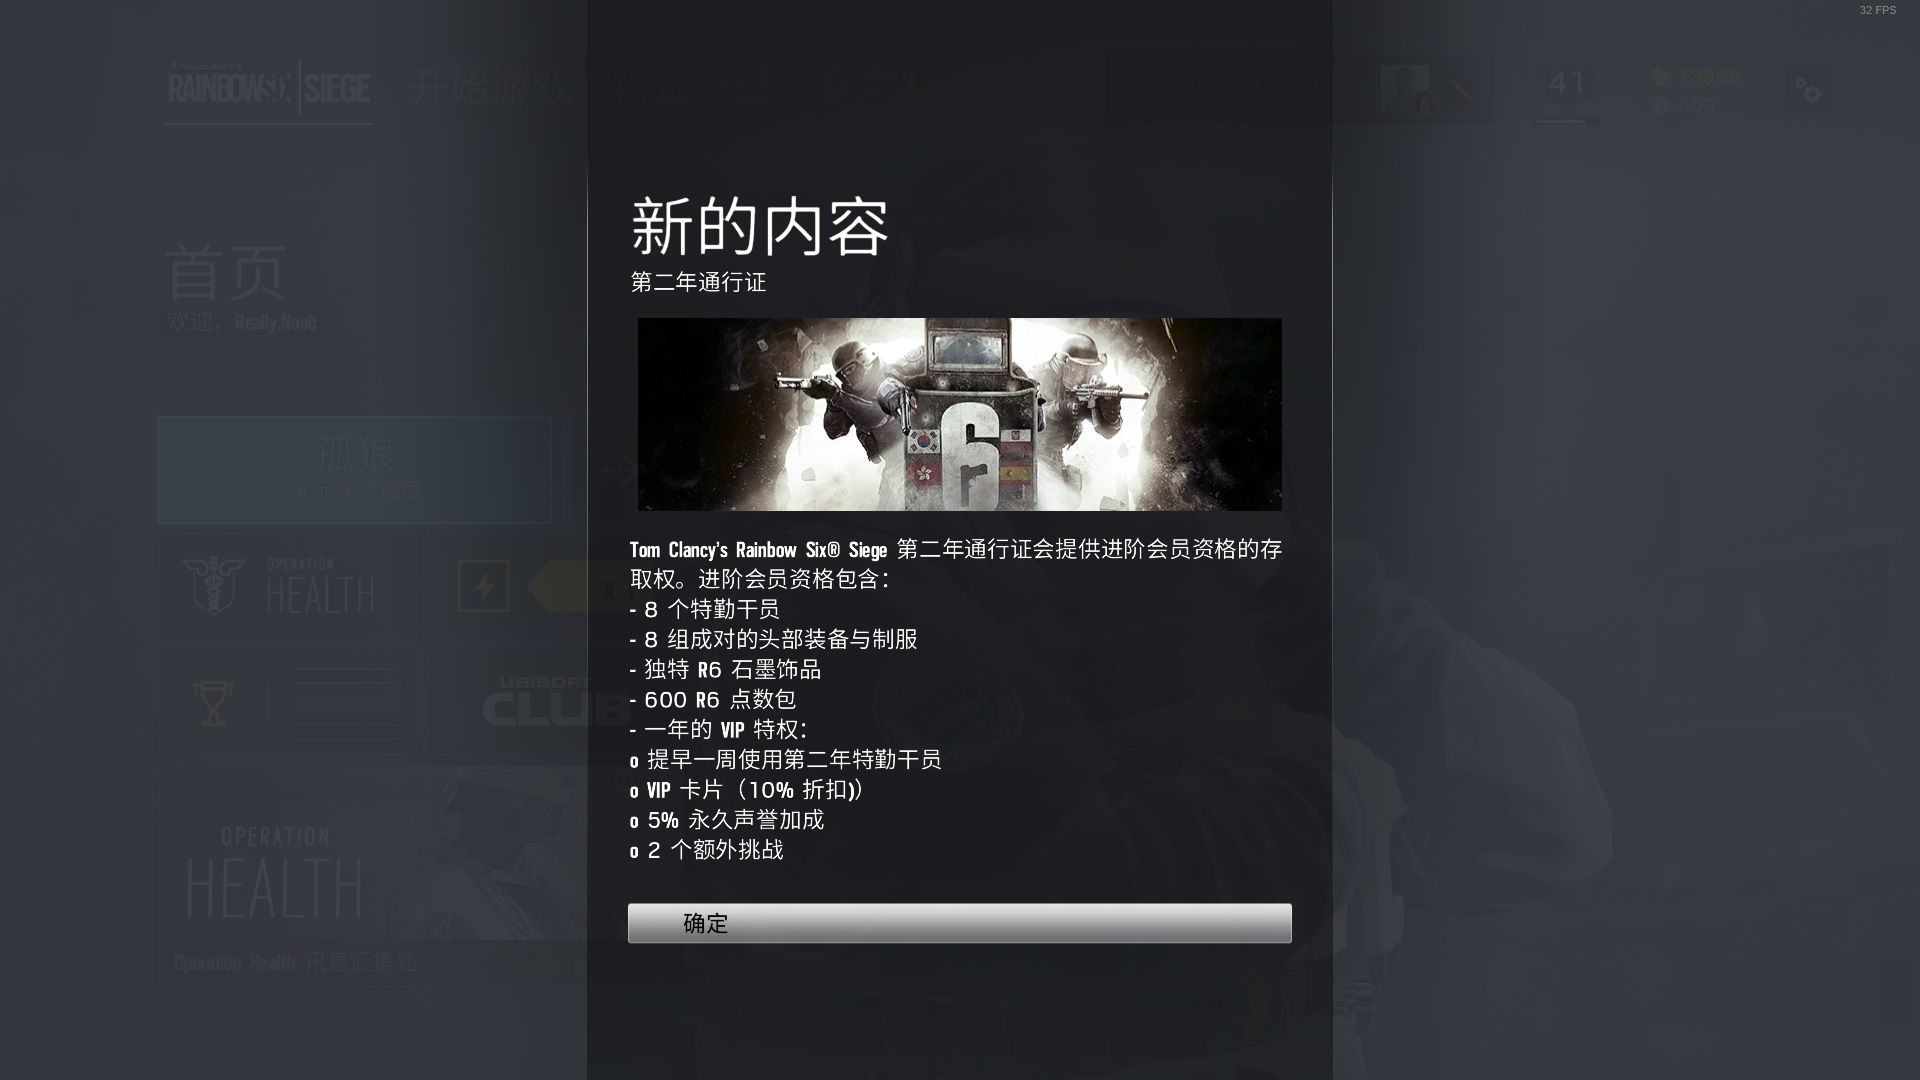 32 FPS
TOM CLANCY'S
RAINBOW SIX | SIEGE
开始游戏
41
13565
600
新的内容
第二年通行证
首页
欢迎，Really.Noob
6
孤狼
游玩普通难度
OPERATION
HEALTH
Tom Clancy's Rainbow Six® Siege 第二年通行证会提供进阶会员资格的存
取权。进阶会员资格包含：
- 8 个特勤干员
- 8 组成对的头部装备与制服
- 独特 R6 石墨饰品
- 600 R6 点数包
- 一年的 VIP 特权：
o 提早一周使用第二年特勤干员
o VIP 卡片（10% 折扣)）
o 5% 永久声誉加成
o 2 个额外挑战
UBISOFT
CLUB
OPERATION
HEALTH
Operation Health 讯息汇集处
确定